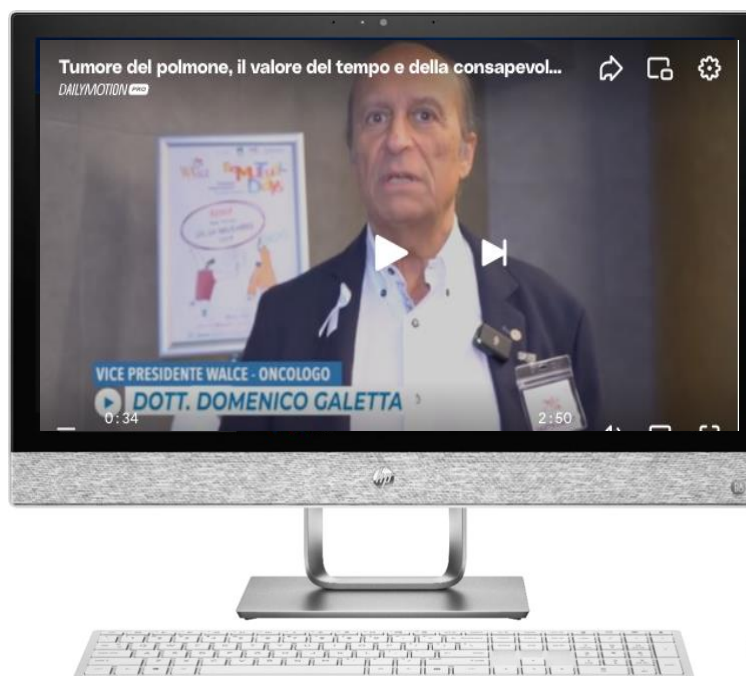 Tumore del polmone, il valore del tempo e della consapevol...
DAILYMOTION PRO
VICE PRESIDENTE WALCE - ONCOLOGO
DOTT. DOMENICO GALETTA
0:34
2:50
hp